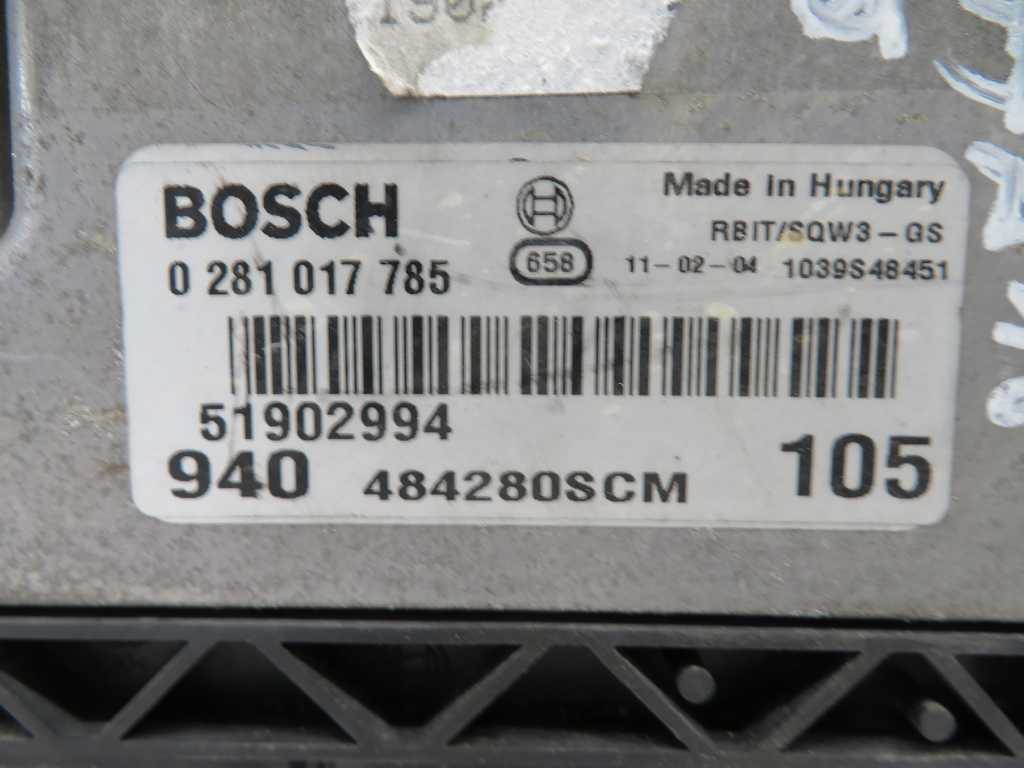 BOSCH
Made In Hungary
RBIT/SQW3-GS
0 281 017 785
658
11-02-04 1039S48451
51902994
940
484280SCM
105